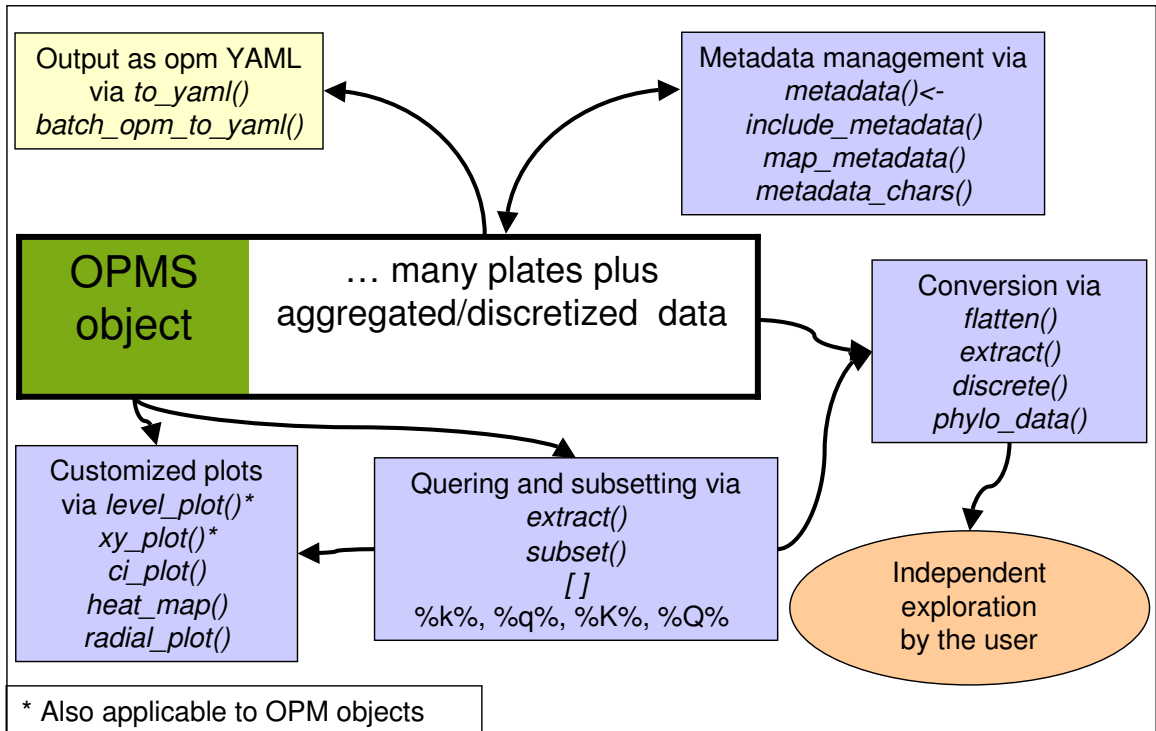 Output as opm YAML
via to_yaml()
batch_opm_to_yaml()
Metadata management via
metadata()<-
include_metadata()
map_metadata()
metadata_chars()
OPMS
object
… many plates plus
aggregated/discretized data
Conversion via
flatten()
extract()
discrete()
phylo_data()
Customized plots
via level_plot()*
xy_plot()*
ci_plot()
heat_map()
radial_plot()
Quering and subsetting via
extract()
subset()
[ ]
%k%, %q%, %K%, %Q%
Independent
exploration
by the user
* Also applicable to OPM objects